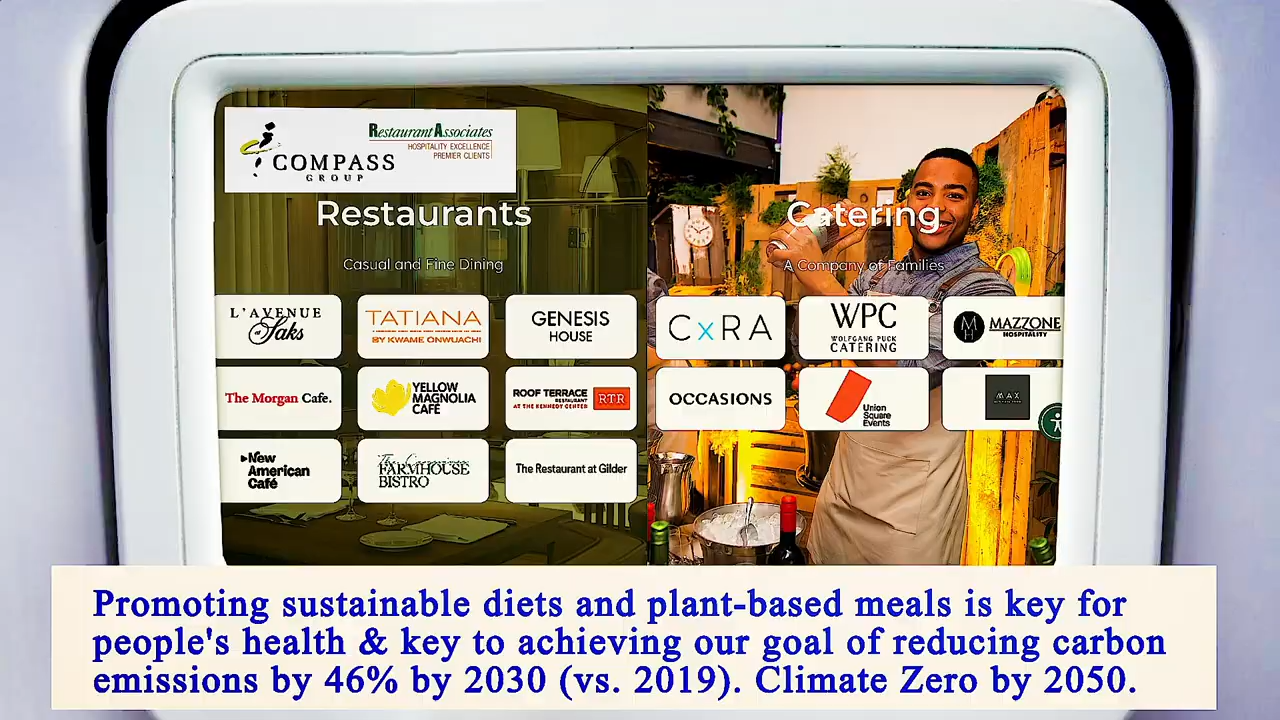 COMPASS
GROUP
Restaurant Associates
HOSPITALITY EXCELLENCE
PREMIER CLIENTS
Restaurants
Casual and Fine Dining
L'AVENUE
at Saks
TATIANA
BY KWAME ONWUACHI
GENESIS
HOUSE
The Morgan Cafe.
YELLOW
MAGNOLIA
CAFÉ
ROOF TERRACE
RESTAURANT
AT THE KENNEDY CENTER
RTR
New
American
Café
FARMHOUSE
BISTRO
The Restaurant at Gilder
Catering
A Company of Families
CxRA
WPC
WOLFGANG PUCK
CATERING
MH
MAZZONE
HOSPITALITY
OCCASIONS
Union
Square
Events
MAX
Promoting sustainable diets and plant-based meals is key for
people's health & key to achieving our goal of reducing carbon
emissions by 46% by 2030 (vs. 2019). Climate Zero by 2050.